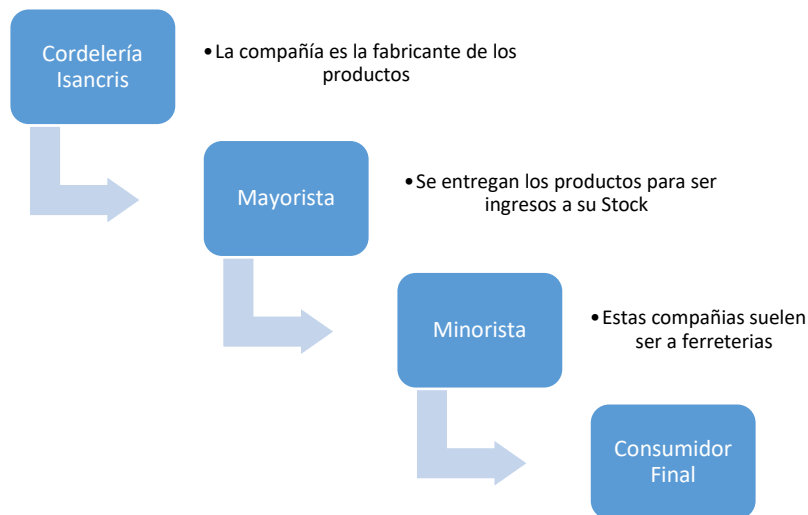 Cordelería
Isancris
•La compañía es la fabricante de los
productos
Mayorista
•Se entregan los productos para ser
ingresos a su Stock
Minorista
•Estas compañias suelen
ser a ferreterias
Consumidor
Final